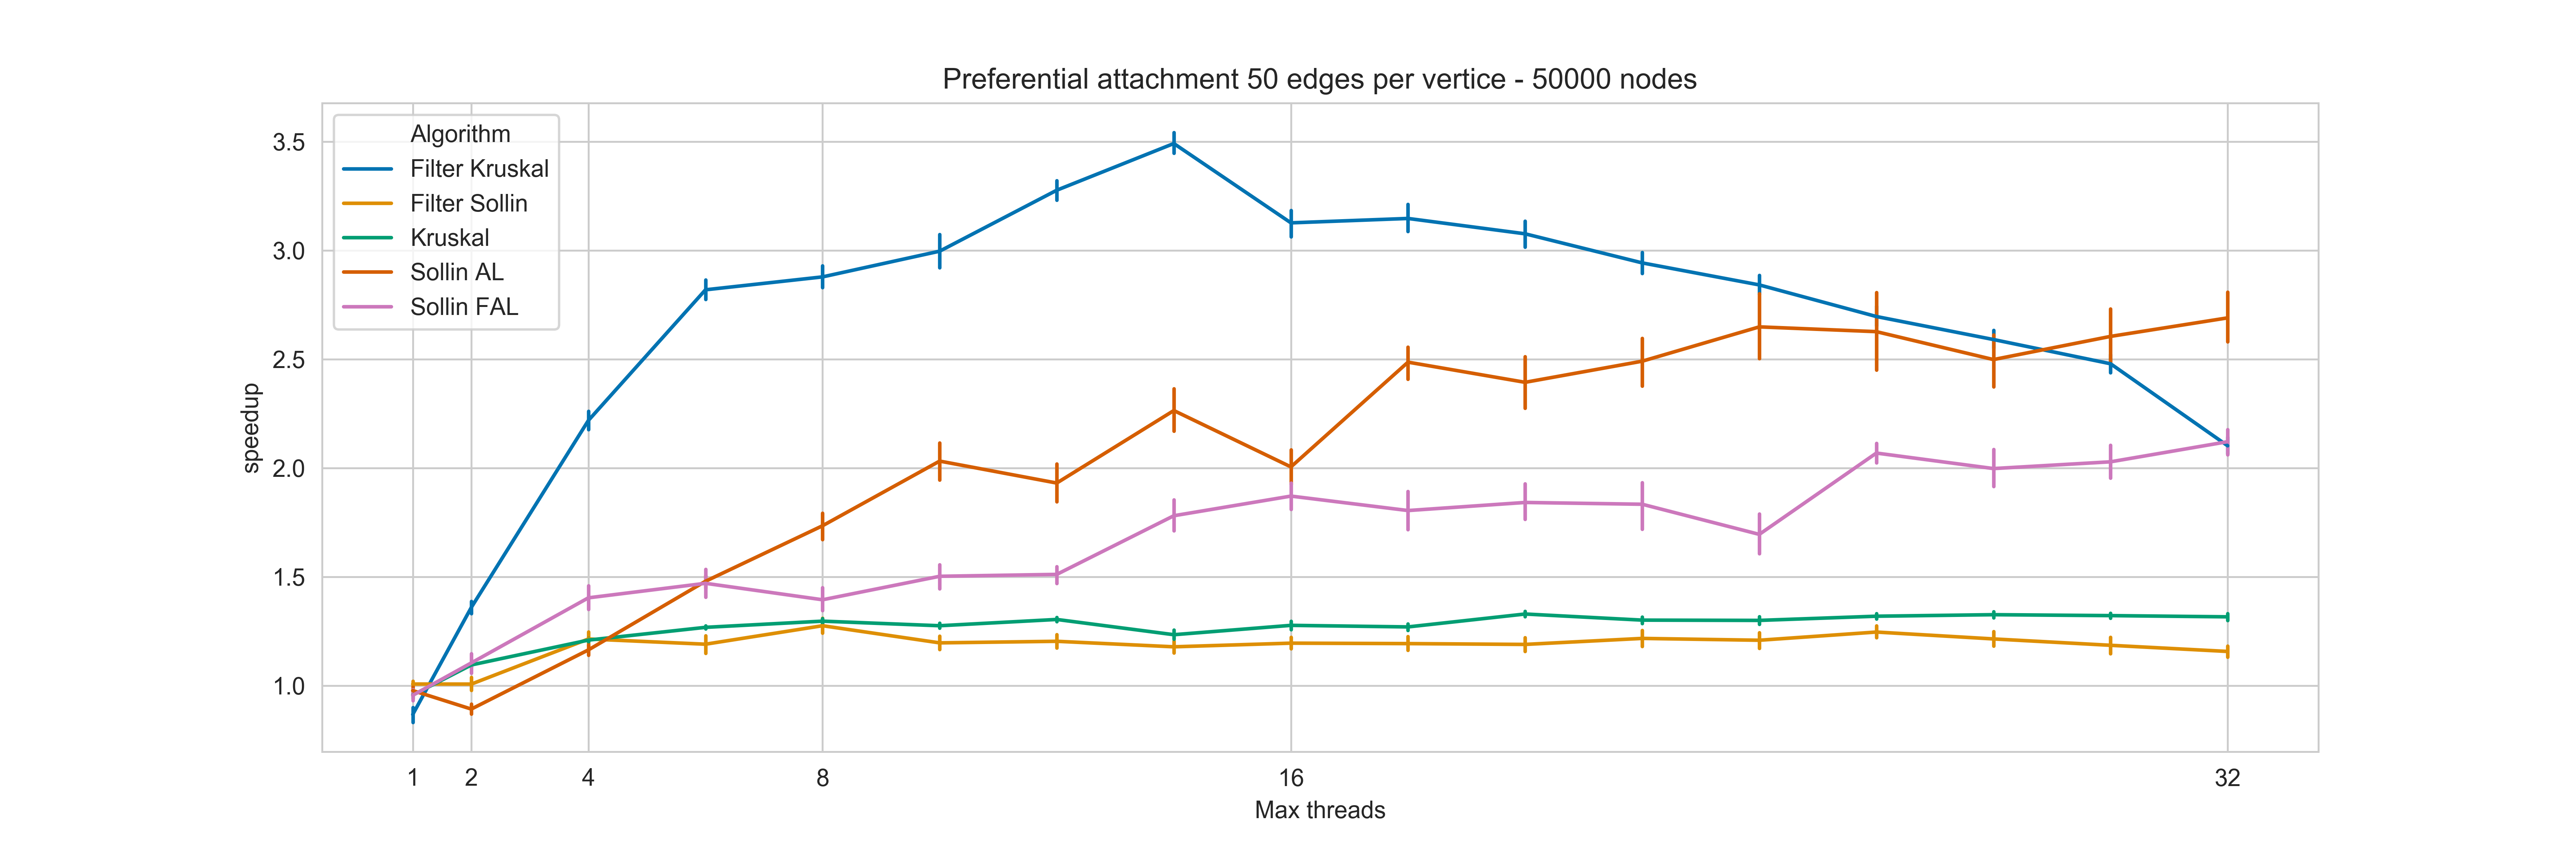 Preferential attachment 50 edges per vertice - 50000 nodes
Algorithm
Filter Kruskal
Filter Sollin
Kruskal
Sollin AL
Sollin FAL
3.5
3.0
2.5
2.0
1.5
1.0
speedup
1 2 4 8 16 32
Max threads